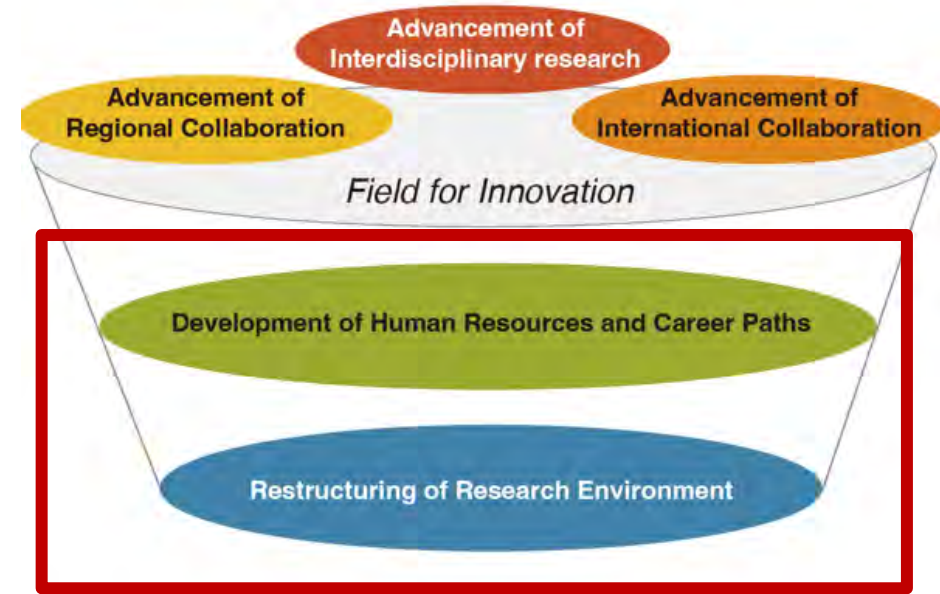 Advancement of
Interdisciplinary research
Advancement of
Regional Collaboration
Advancement of
International Collaboration
Field for Innovation
Development of Human Resources and Career Paths
Restructuring of Research Environment